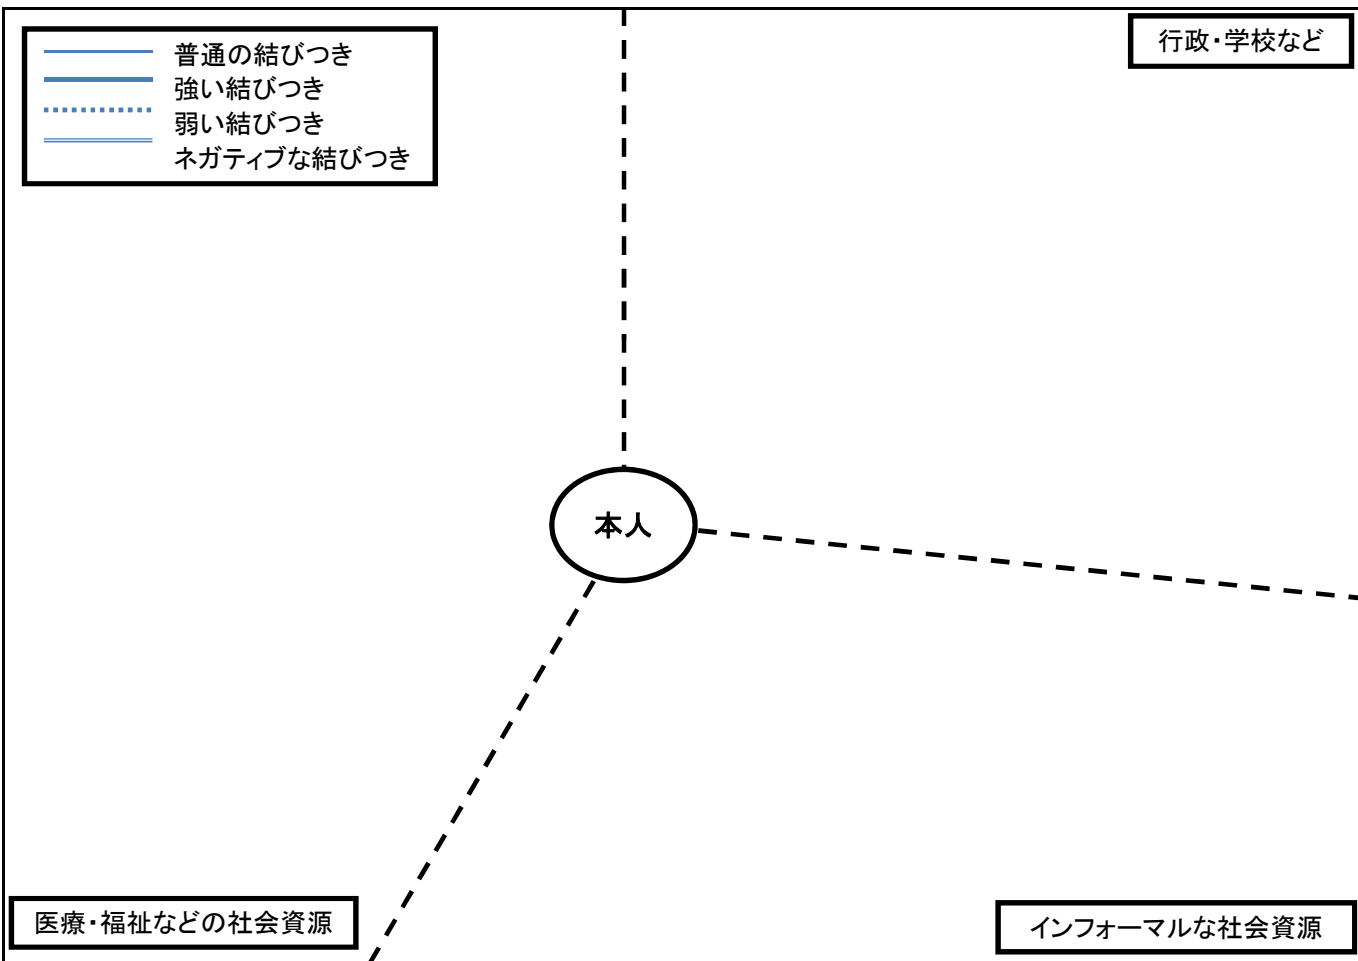 普通の結びつき
強い結びつき
弱い結びつき
ネガティブな結びつき
行政・学校など
本人
医療・福祉などの社会資源
インフォーマルな社会資源